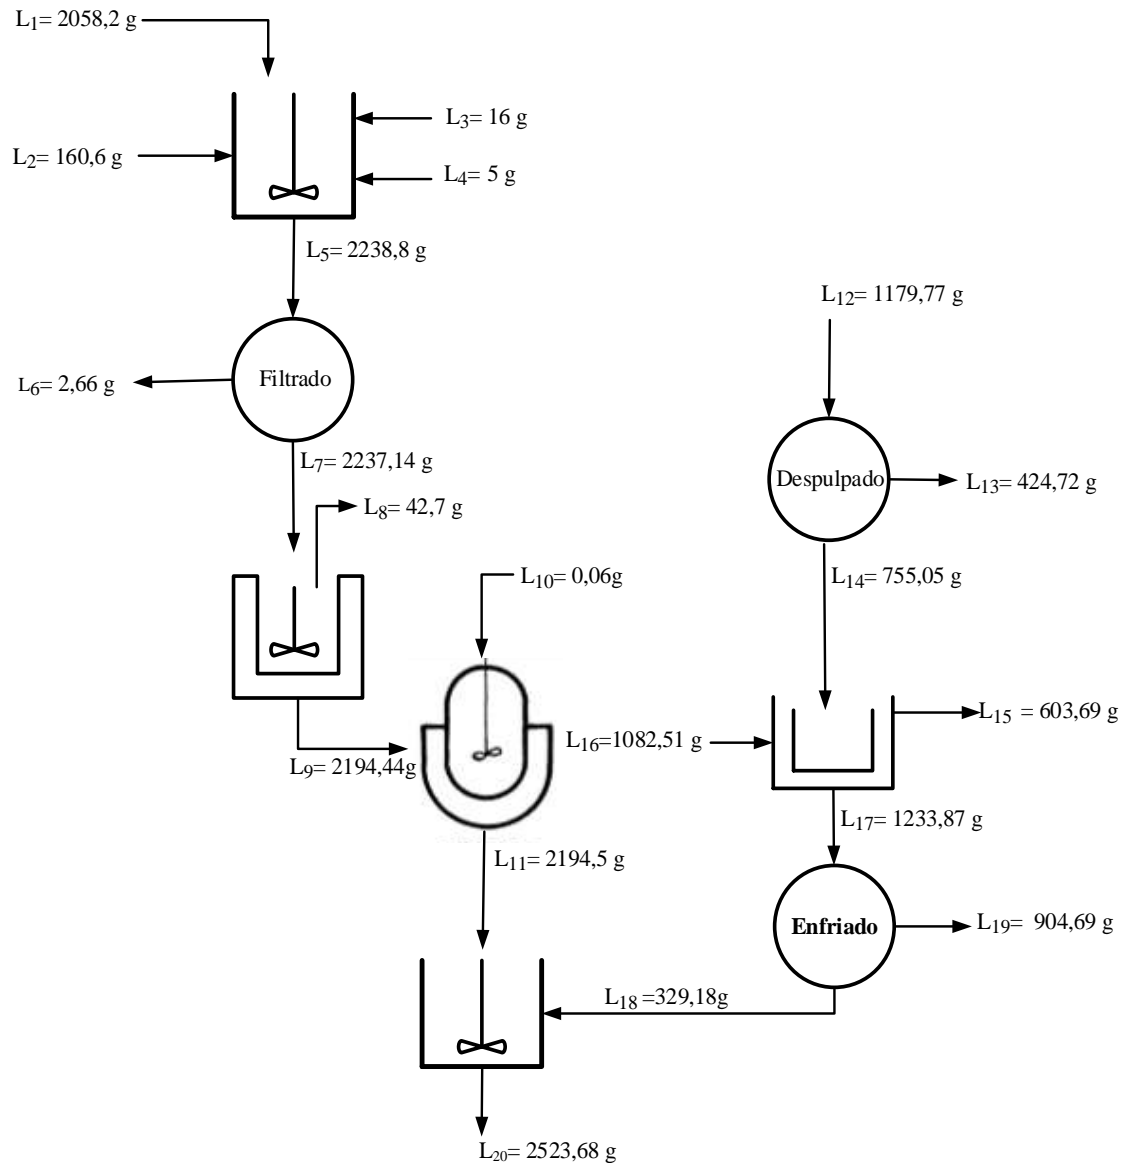 L1= 2058,2 g
L3= 16 g
L2= 160,6 g
L4= 5 g
L5= 2238,8 g
L12= 1179,77 g
Filtrado
L6= 2,66 g
L7= 2237,14 g
Despulpado
L13= 424,72 g
L8= 42,7 g
L10= 0,06g
L14= 755,05 g
L15 = 603,69 g
L16=1082,51 g
L9= 2194,44g
L17= 1233,87 g
L11= 2194,5 g
Enfriado
L19= 904,69 g
L18 =329,18g
L20= 2523,68 g